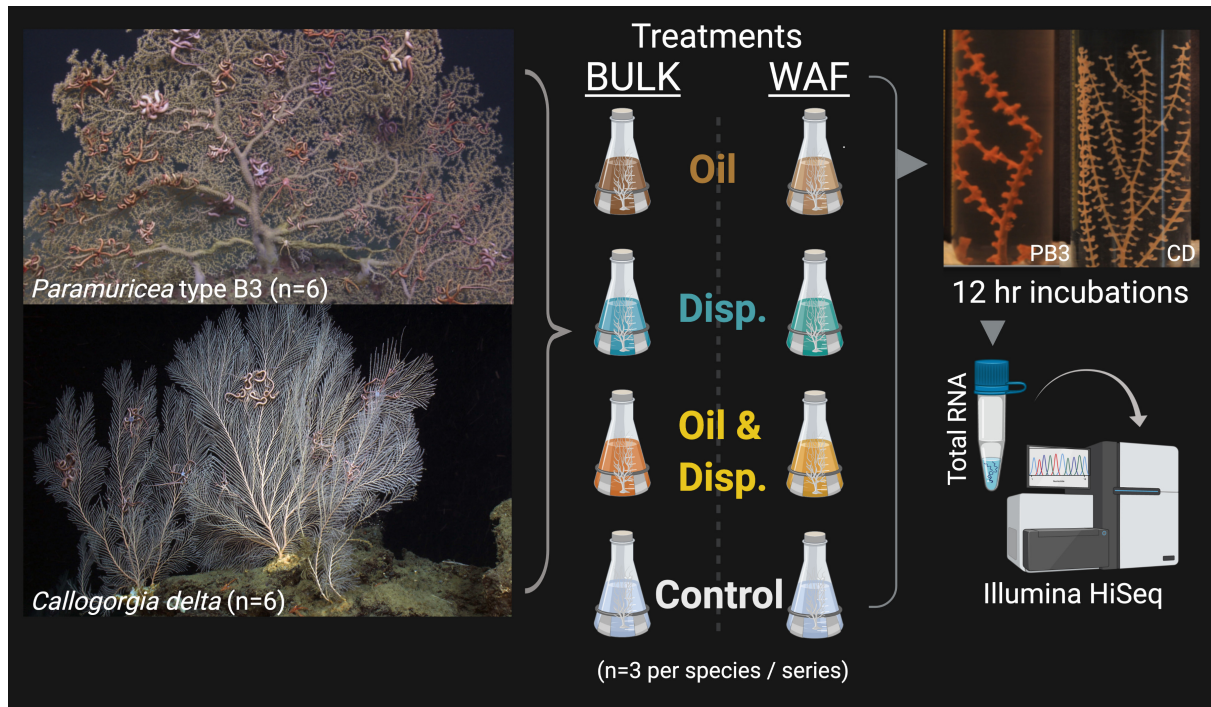 Treatments
BULK WAF
Paramuricea type B3 (n=6)
Callogorgia delta (n=6)
Oil
Disp.
Oil &
Disp.
Control
(n=3 per species / series)
PB3 CD
12 hr incubations
Total RNA
Illumina HiSeq